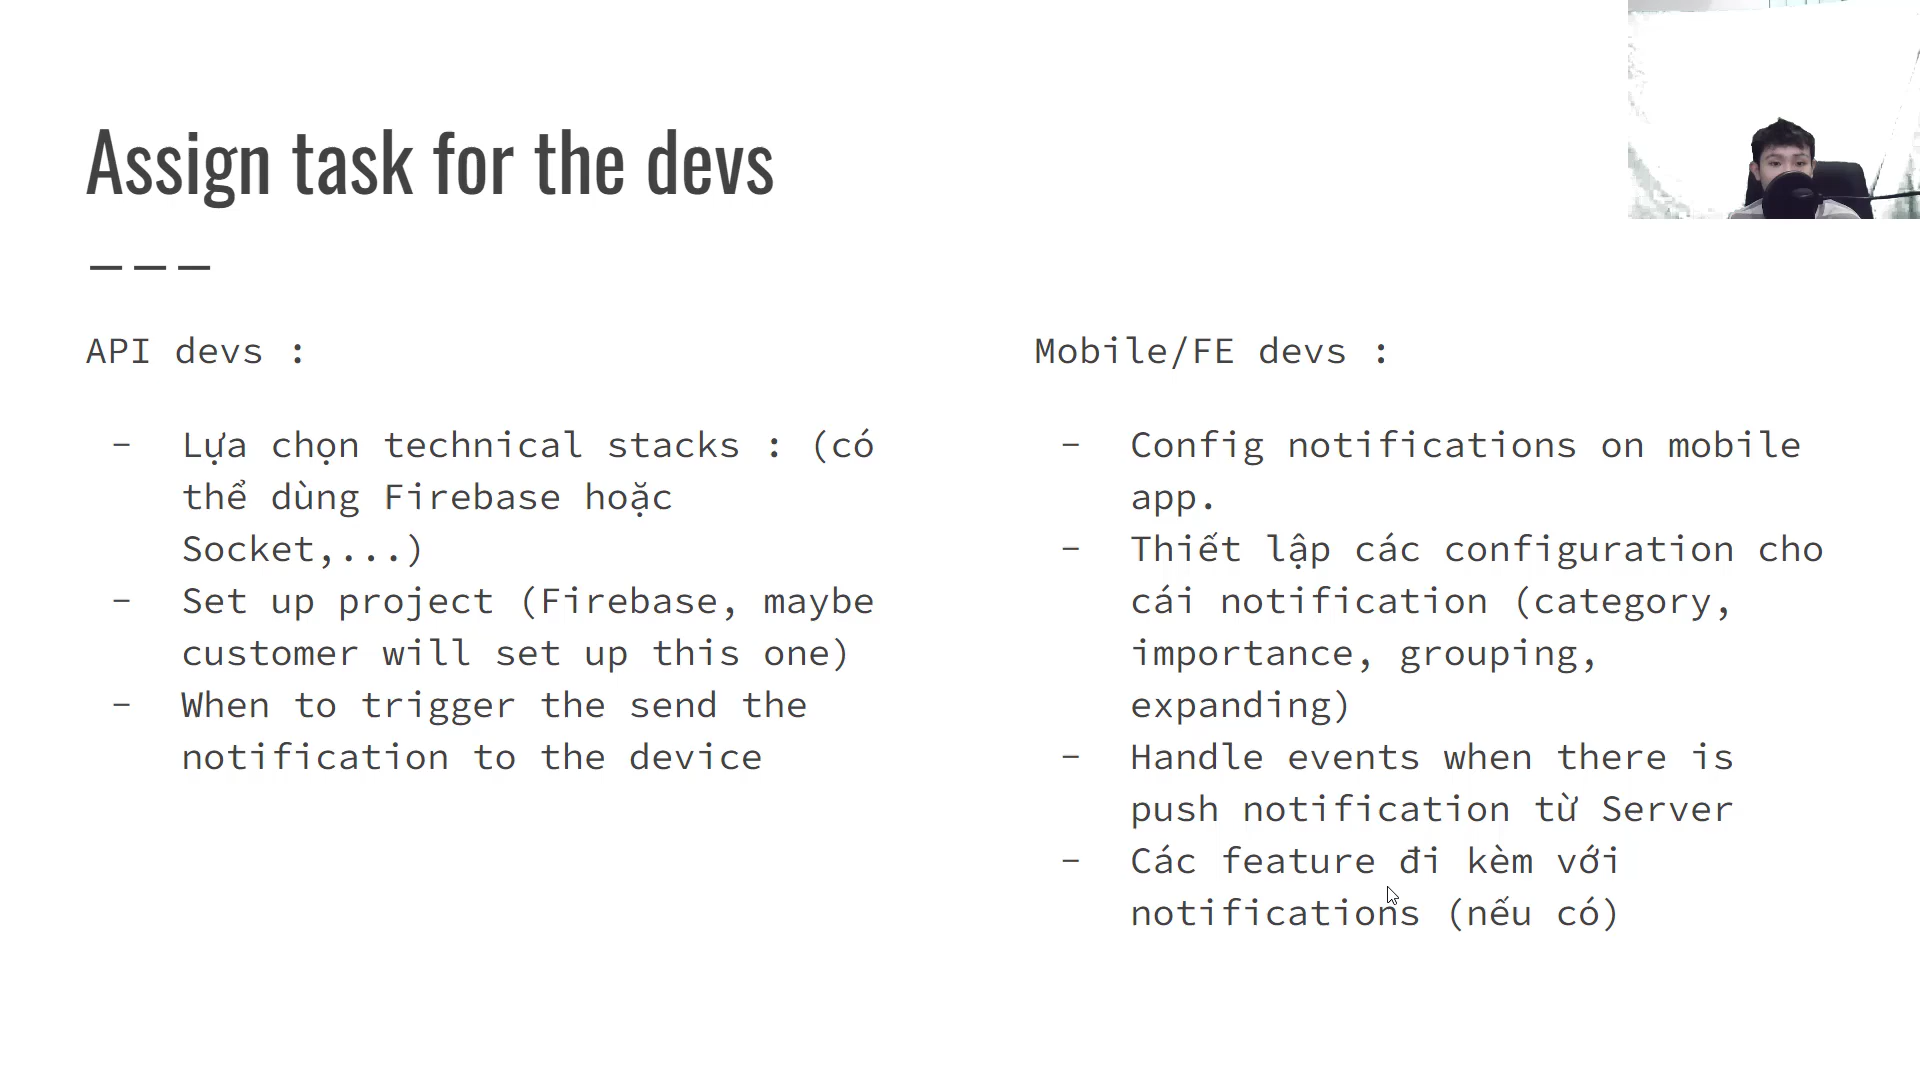 Assign task for the devs
API devs :
- Lựa chọn technical stacks : (có
thể dùng Firebase hoặc
Socket,...)
- Set up project (Firebase, maybe
customer will set up this one)
- When to trigger the send the
notification to the device
Mobile/FE devs :
- Config notifications on mobile
app.
- Thiết lập các configuration cho
cái notification (category,
importance, grouping,
expanding)
- Handle events when there is
push notification từ Server
- Các feature đi kèm với
notifications (nếu có)